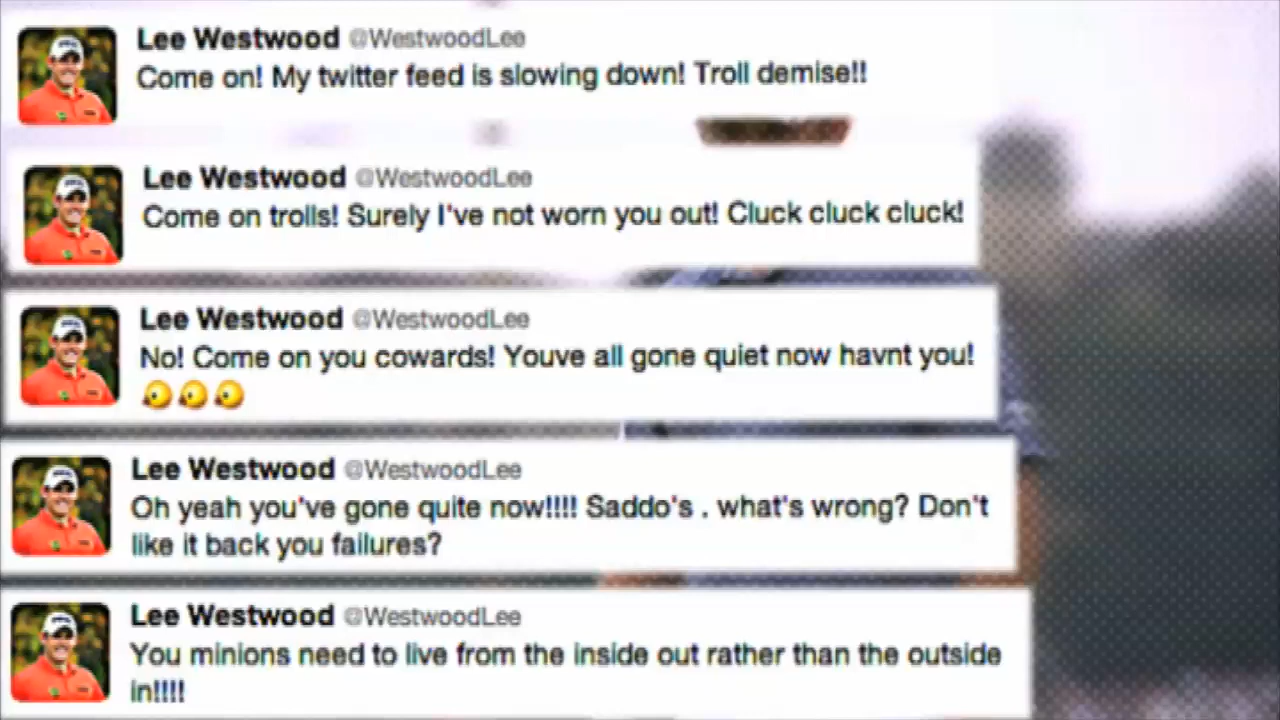 Lee Westwood @WestwoodLee
Come on! My twitter feed is slowing down! Troll demise!!
Lee Westwood @WestwoodLee
Come on trolls! Surely I've not worn you out! Cluck cluck cluck!
Lee Westwood @WestwoodLee
No! Come on you cowards! Youve all gone quiet now havnt you!
Lee Westwood @WestwoodLee
Oh yeah you've gone quite now!!!! Saddo's . what's wrong? Don't
like it back you failures?
Lee Westwood @WestwoodLee
You minions need to live from the inside out rather than the outside
in!!!!